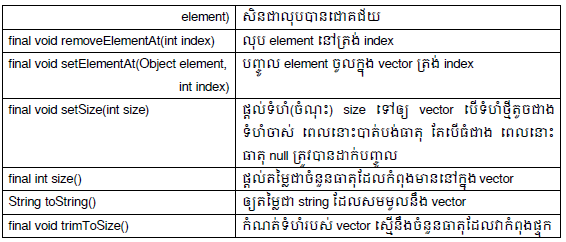 element) សិនជាលុបបានជោគជ័យ
final void removeElementAt(int index) លុប element នៅត្រង់ index
final void setElementAt(Object element, បញ្ចូល element ចូលក្នុង vector ត្រង់ index
int index)
final void setSize(int size) ផ្តល់ទំហំ(ចំណុះ) size ទៅឲ្យ vector បើទំហំថ្មីតូចជាង
ទំហំចាស់ ពេលនោះបាត់បង់ធាតុ តែបើធំជាង ពេលនោះ
ធាតុ null ត្រូវបានដាក់បញ្ចូល
final int size() ផ្តល់តម្លៃជាចំនួនធាតុដែលកំពុងមាននៅក្នុង vector
String toString() ឲ្យតម្លៃជា string ដែលសមមូលនឹង vector
final void trimToSize() កំណត់ទំហំរបស់ vector ស្មើនឹងចំនួនធាតុដែលវាកំពុងផ្ទុក